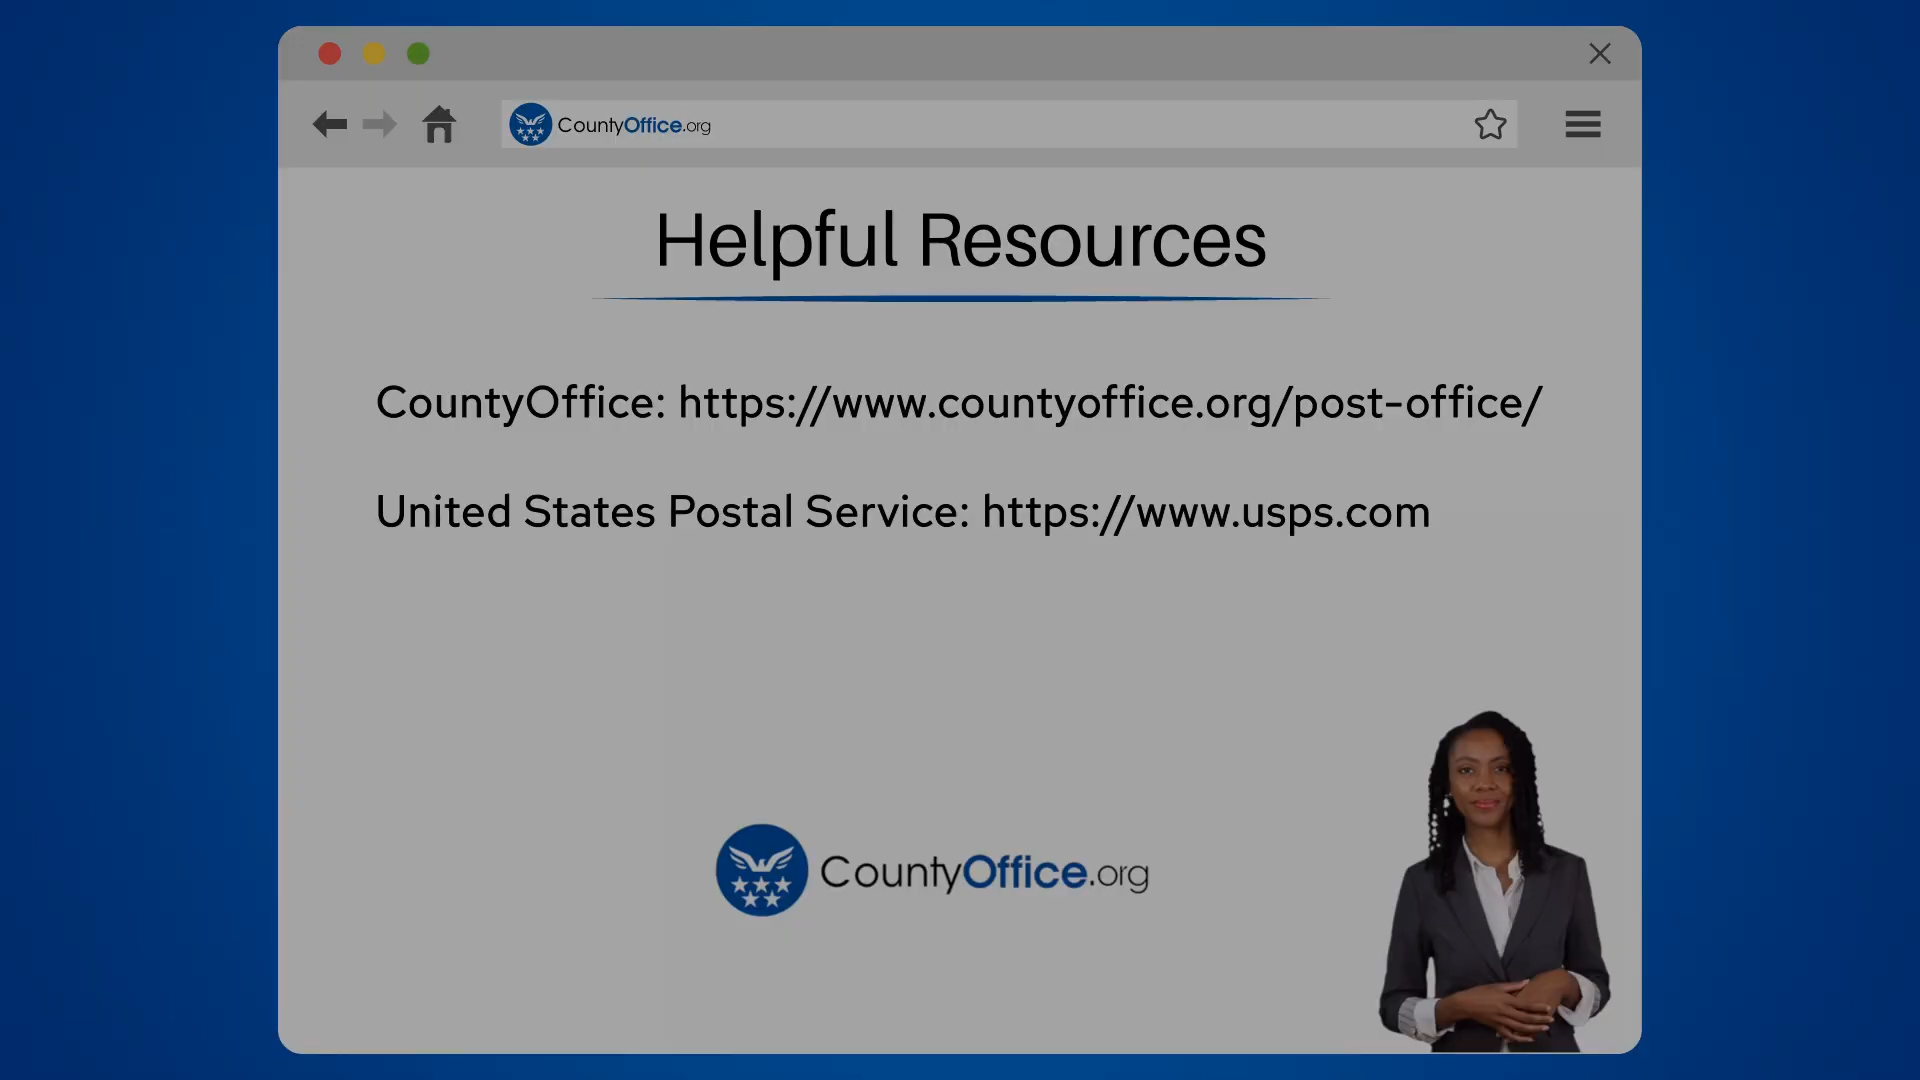 CountyOffice.org
Helpful Resources
CountyOffice: https://www.countyoffice.org/post-office/
United States Postal Service: https://www.usps.com
CountyOffice.org